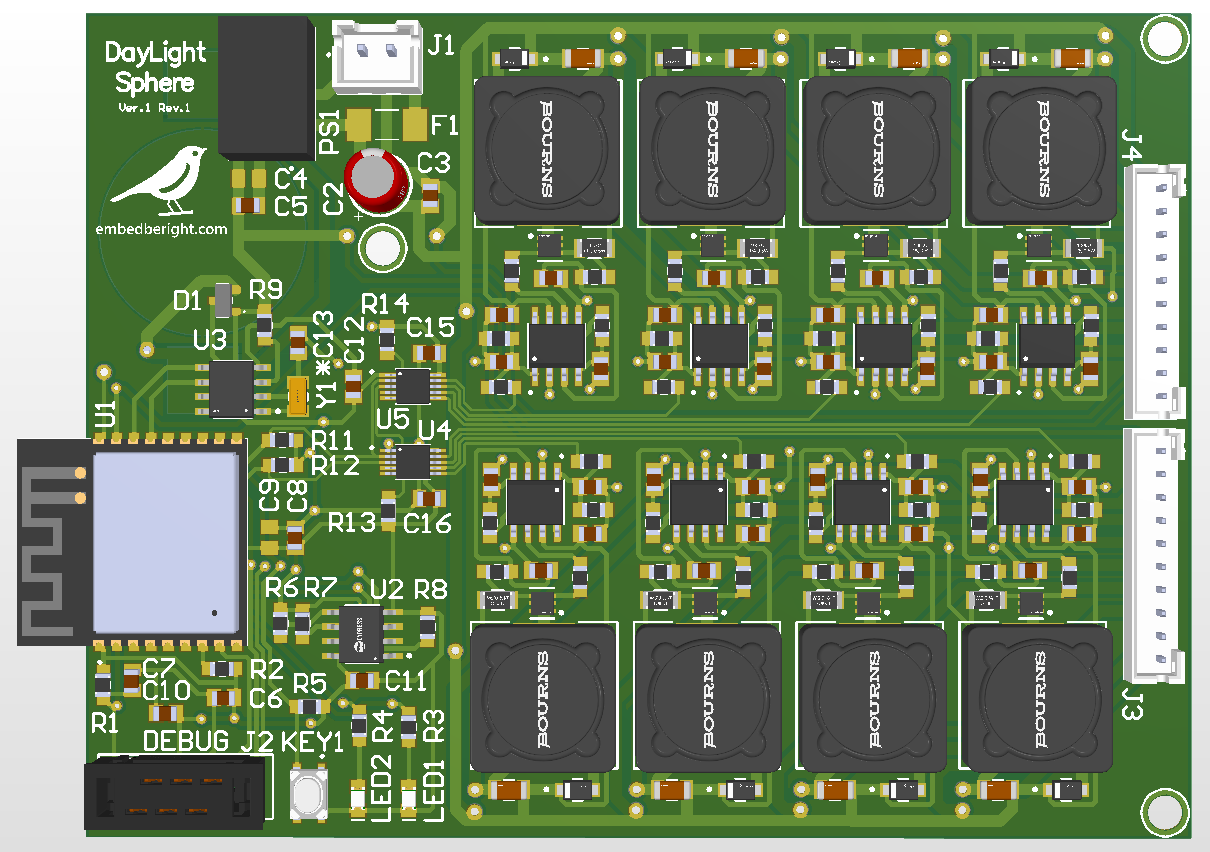 DayLight
Sphere
Ver.1 Rev.1
embedberight.com
J1
PS1
F1
C4
C5
C2
+
C3
D1
R9
U3
*C13
C12
R14
C15
Y1
U5
U4
U1
R11
R12
C9
C8
R13
C16
R6
R7
U2
R8
CYPRESS
C7
C10
R2
C6
R1
R5
C11
R4
R3
DEBUG
J2
KEY1
LED2
LED1
BOURNS
BOURNS
BOURNS
BOURNS
J4
J3
BOURNS
BOURNS
BOURNS
BOURNS